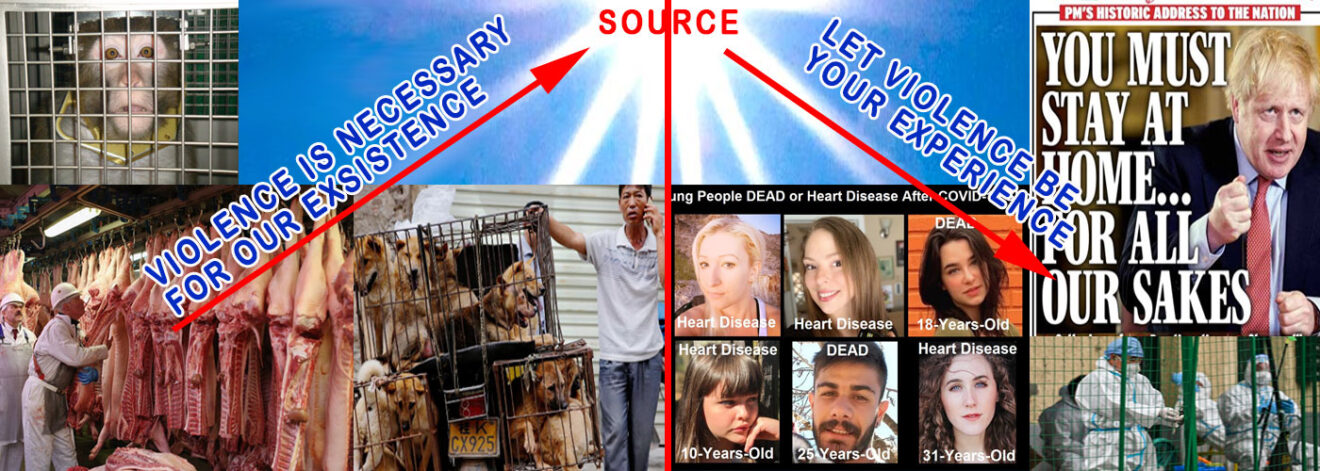 SOURCE
VIOLENCE IS NECESSARY
FOR OUR EXSISTENCE
LET VIOLENCE BE
YOUR EXPERIENCE
PM'S HISTORIC ADDRESS TO THE NATION
YOU MUST
STAY AT
HOME...
FOR ALL
OUR SAKES
ung People DEAD or Heart Disease After COVID-
Heart Disease
Heart Disease
DEAD
18-Years-Old
Heart Disease
10-Years-Old
DEAD
25-Years-Old
Heart Disease
31-Years-Old
GX925